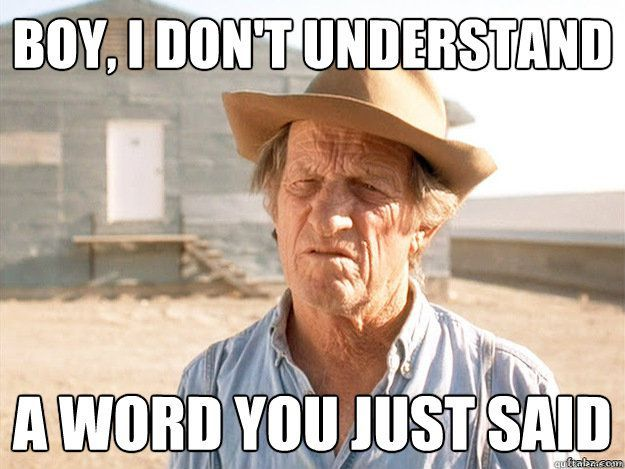 BOY, I DON'T UNDERSTAND
A WORD YOU JUST SAID